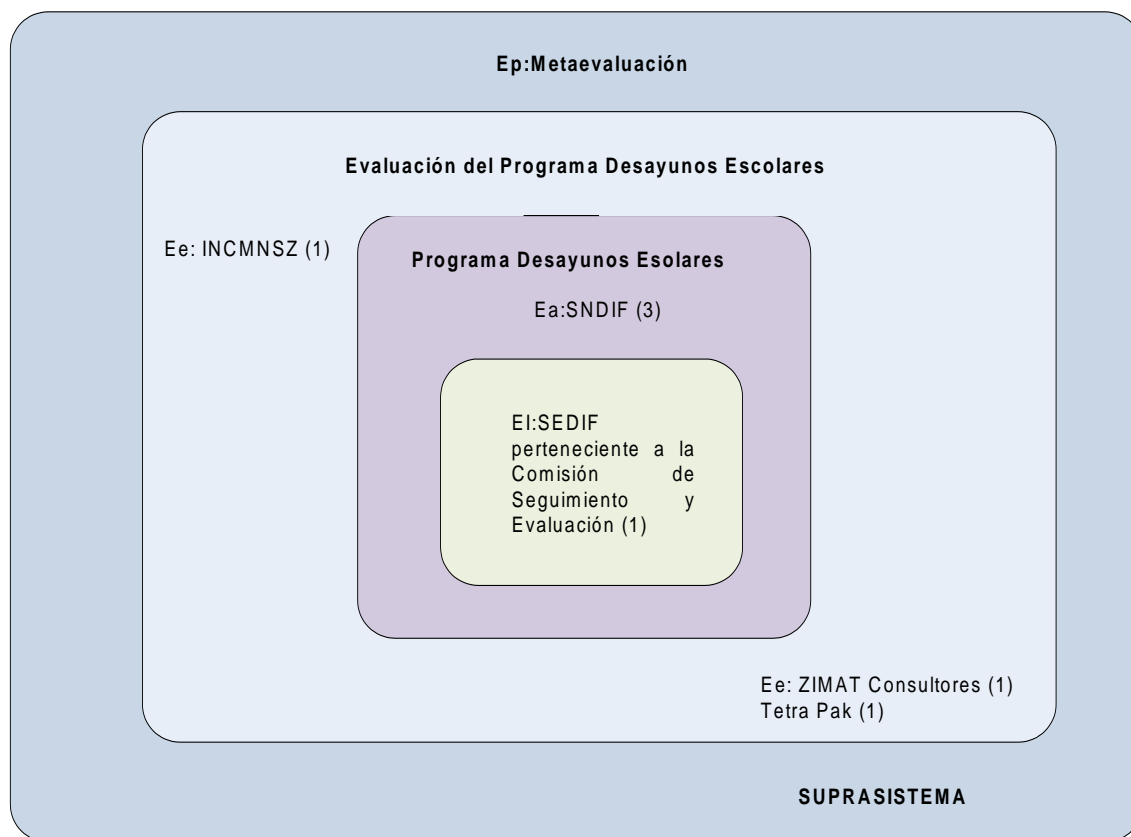 Ep:Metaevaluación
Evaluación del Programa Desayunos Escolares
Ee: INCMNSZ (1)
Programa Desayunos Esolares
Ea:SNDIF (3)
EI:SEDIF
perteneciente a la
Comisión de
Seguimiento y
Evaluación (1)
Ee: ZIMAT Consultores (1)
Tetra Pak (1)
SUPRASISTEMA